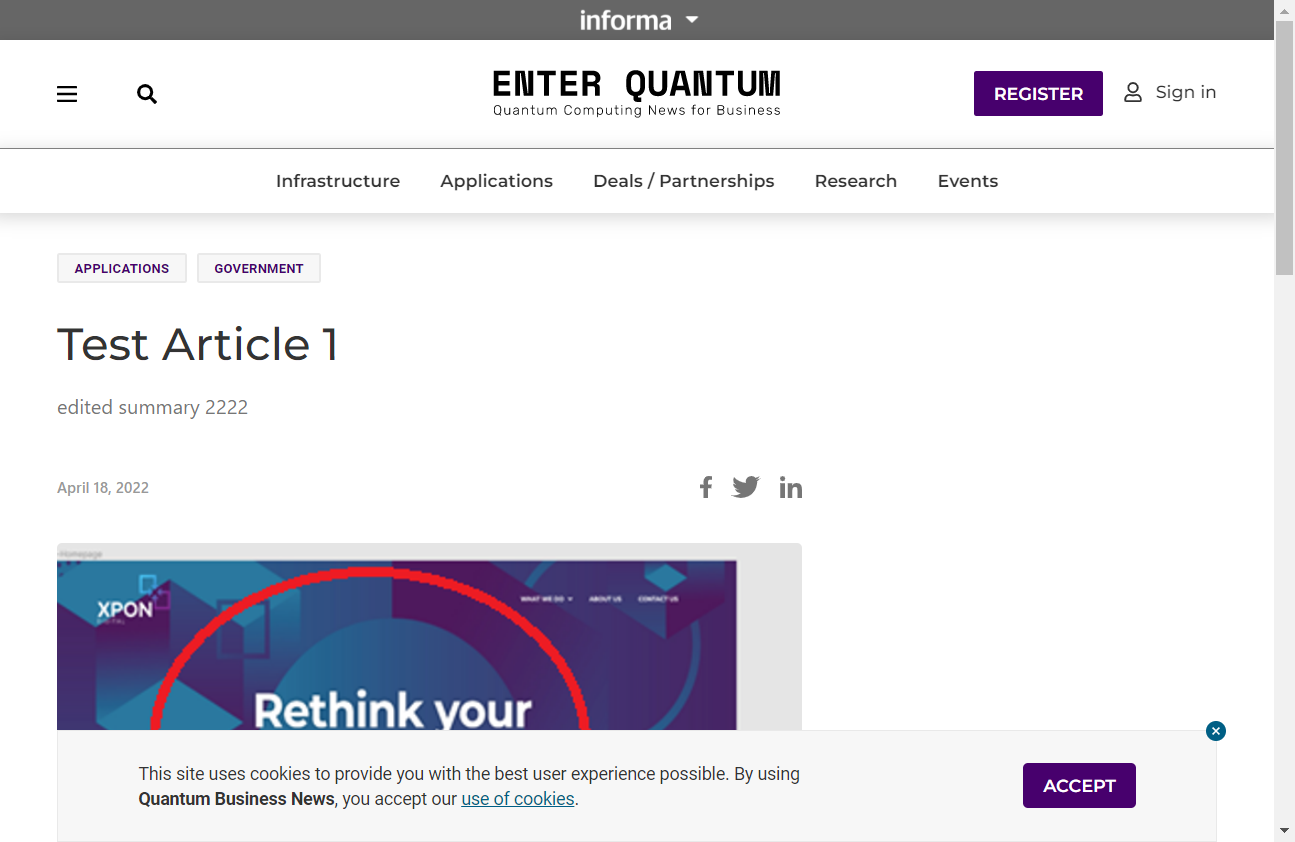 informa
ENTER QUANTUM
Quantum Computing News for Business
REGISTER
Sign in
Infrastructure
Applications
Deals / Partnerships
Research
Events
APPLICATIONS
GOVERNMENT
Test Article 1
edited summary 2222
April 18, 2022
Homepage
XPON
DIGITAL
WHAT WE DO
ABOUT US
CONTACT US
Rethink your
This site uses cookies to provide you with the best user experience possible. By using
Quantum Business News, you accept our use of cookies.
ACCEPT